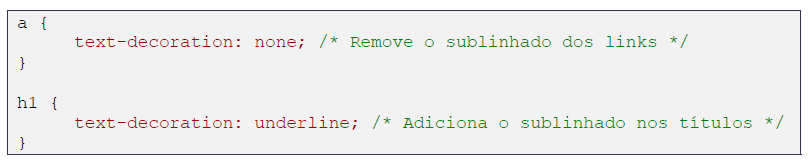 a {
text-decoration: none; /* Remove o sublinhado dos links */
}
h1 {
text-decoration: underline; /* Adiciona o sublinhado nos títulos */
}